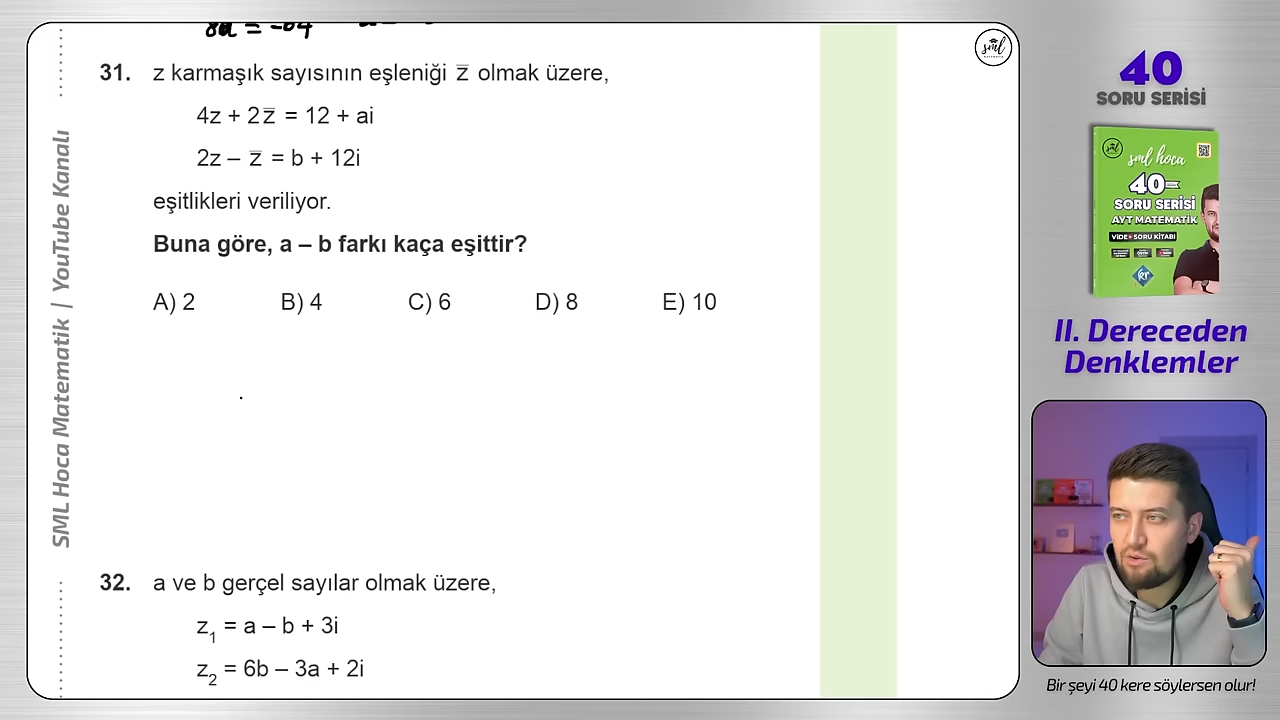 31. z karmaşık sayısının eşleniği z̅ olmak üzere,
4z + 2z̅ = 12 + ai
2z – z̅ = b + 12i
eşitlikleri veriliyor.
Buna göre, a – b farkı kaça eşittir?
A) 2 B) 4 C) 6 D) 8 E) 10
32. a ve b gerçel sayılar olmak üzere,
z₁ = a – b + 3i
z₂ = 6b – 3a + 2i
SML Hoca Matematik | YouTube Kanalı
sml
40
SORU SERİSİ
sml hoca
40
SORU SERİSİ
AYT MATEMATİK
VİDEO SORU KİTABI
II. Dereceden
Denklemler
Bir şeyi 40 kere söylersen olur!